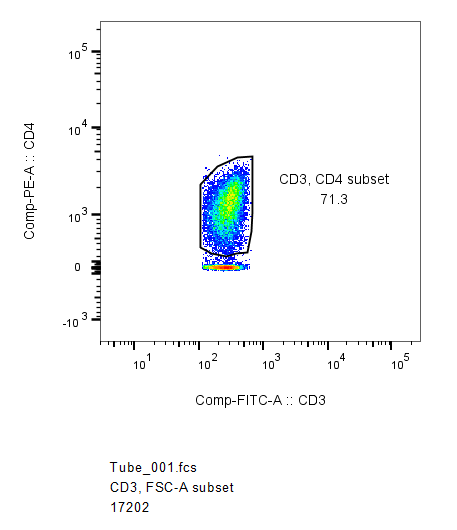 10^5
10^4
10^3
0
-10^3
Comp-PE-A :: CD4
CD3, CD4 subset
71.3
10^1 10^2 10^3 10^4 10^5
Comp-FITC-A :: CD3
Tube_001.fcs
CD3, FSC-A subset
17202